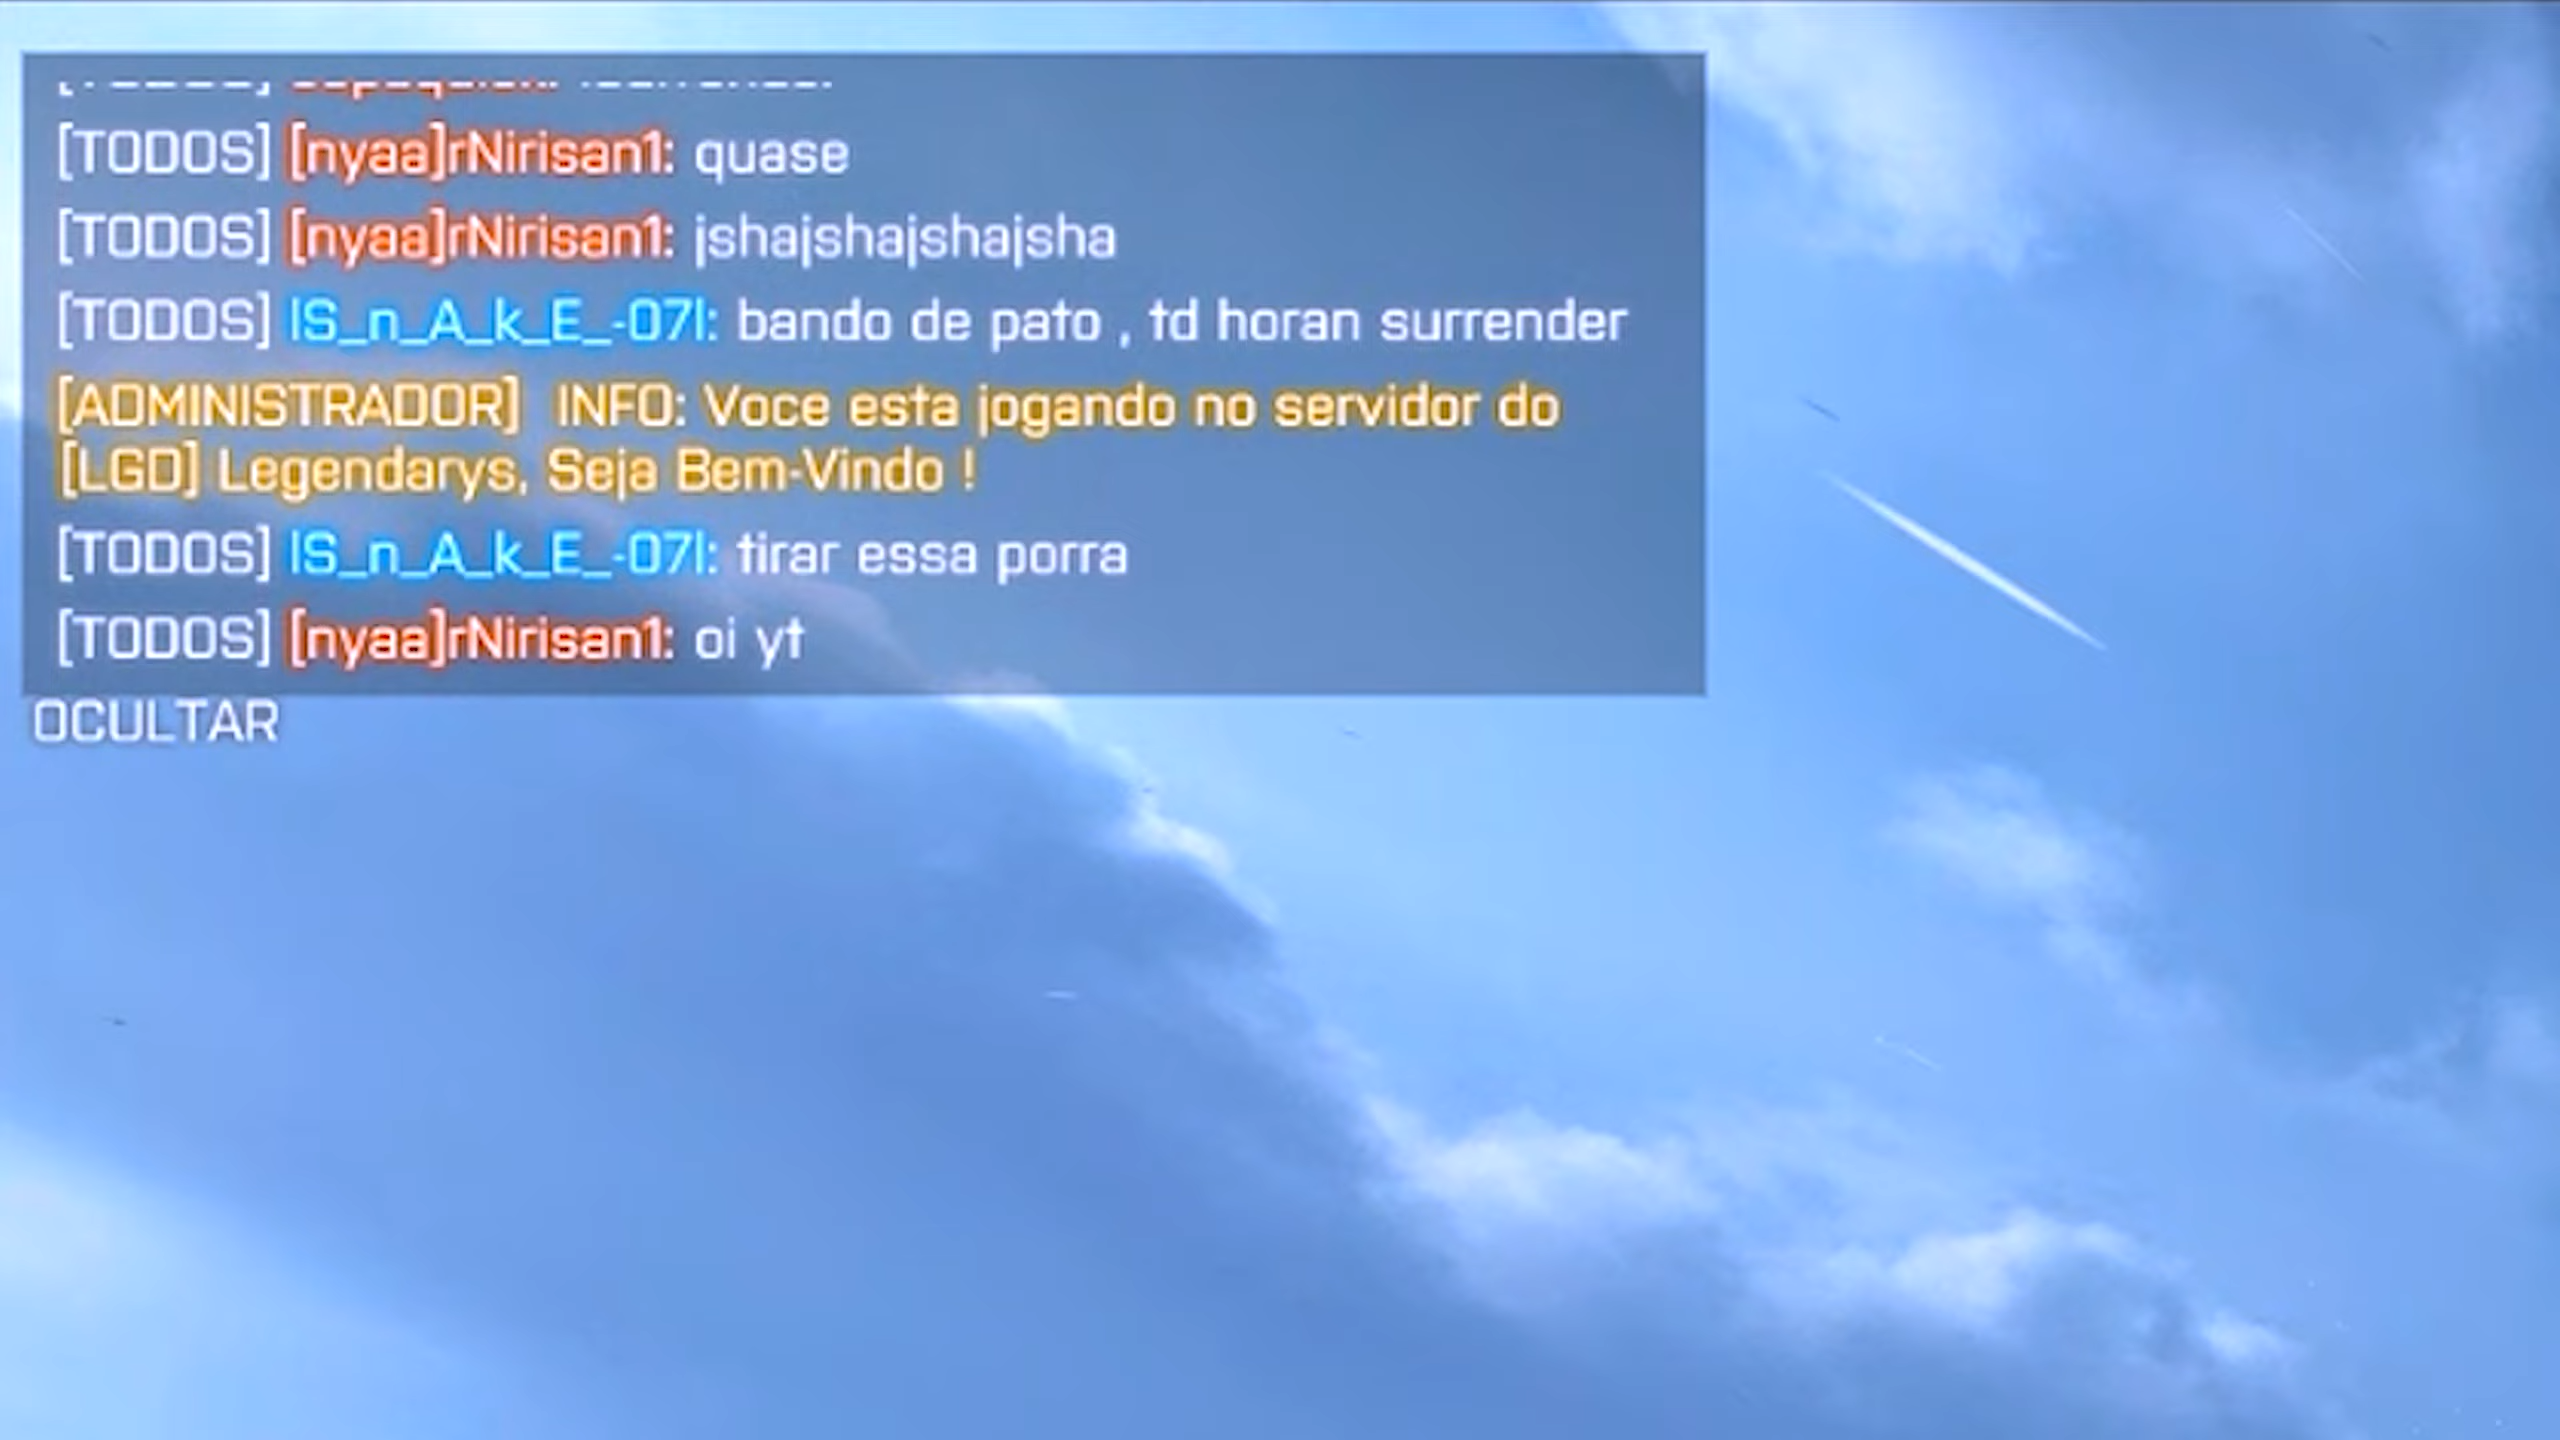 [TODOS]
[TODOS] [nyaa]rNirisan1: quase
[TODOS] [nyaa]rNirisan1: jshajshajshajsha
[TODOS] lS_n_A_k_E_-07l: bando de pato , td horan surrender
[ADMINISTRADOR] INFO: Voce esta jogando no servidor do
[LGD] Legendarys, Seja Bem-Vindo !
[TODOS] lS_n_A_k_E_-07l: tirar essa porra
[TODOS] [nyaa]rNirisan1: oi yt
OCULTAR